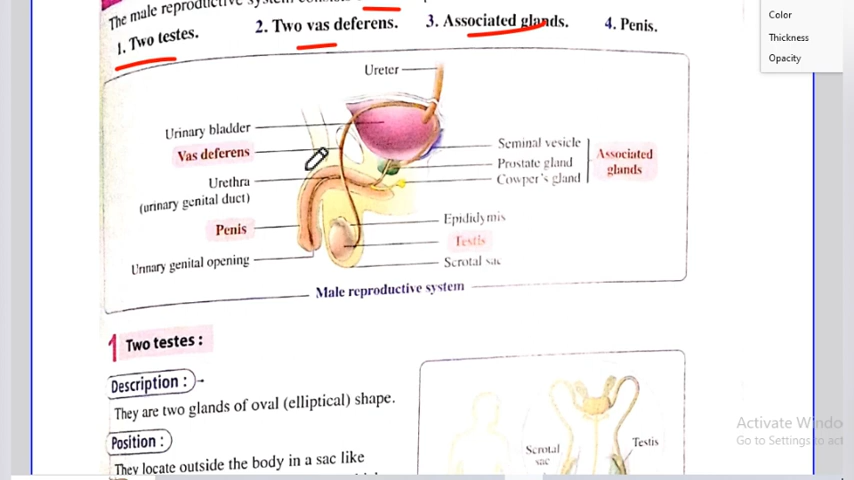 The male reproductive system
1. Two testes.
2. Two vas deferens.
3. Associated glands.
4. Penis.
Color
Thickness
Opacity
Ureter
Urinary bladder
Vas deferens
Urethra
(urinary genital duct)
Penis
Urinary genital opening
Seminal vesicle
Prostate gland
Cowper's gland
Associated
glands
Epididymis
Testis
Scrotal sac
Male reproductive system
1 Two testes :
Description :
They are two glands of oval (elliptical) shape.
Position :
They locate outside the body in a sac like
Scrotal
sac
Testis
Activate Windo
Go to Settings to act